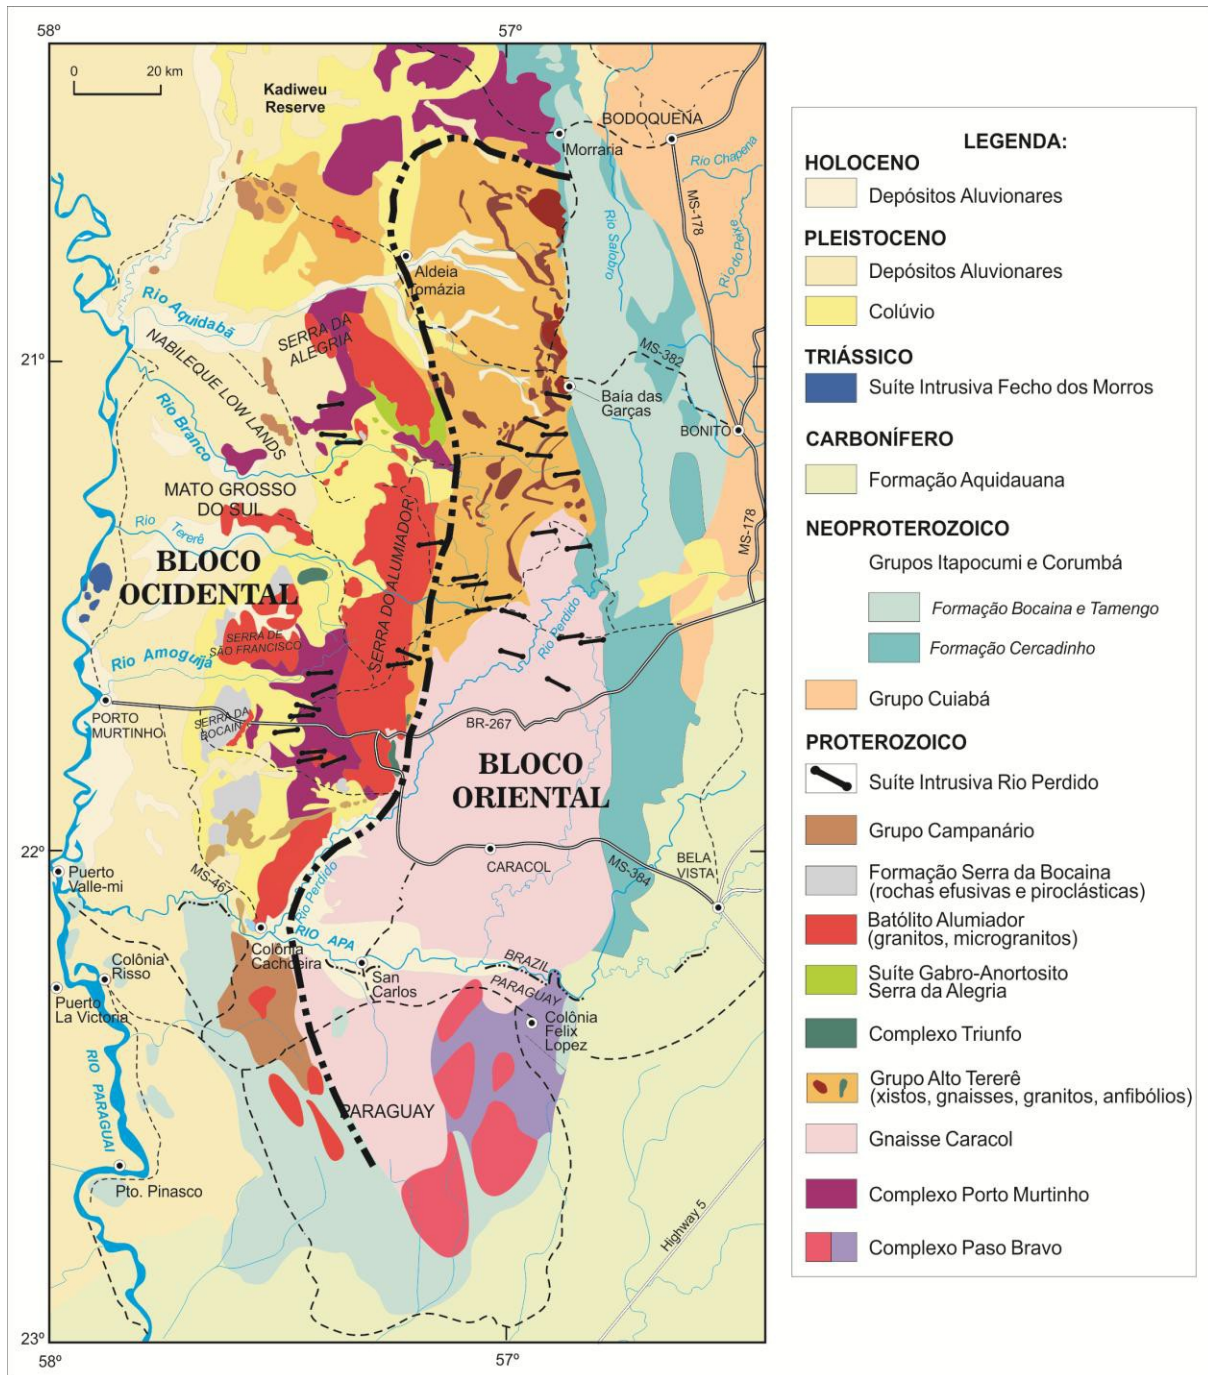 58º
57º
0
20 km
Kadiweu
Reserve
BODOQUENA
Morraria
Rio Chapena
MS-178
Rio Salobro
Rio do Peixe
Aldeia
Tomázia
Rio Aquidabã
SERRA DA
ALEGRIA
NABILEQUE LOW LANDS
MS-382
21º
Baía das
Garças
BONITO
Rio Branco
MATO GROSSO
DO SUL
Rio Tererê
MS-178
BLOCO
OCIDENTAL
SERRA DO ALUMIADOR
SERRA DE
SÃO FRANCISCO
Rio Perdido
Rio Amoguijá
PORTO
MURTINHO
SERRA DA
BOCAIN
BR-267
BLOCO
ORIENTAL
22º
CARACOL
MS-384
BELA
VISTA
Puerto
Valle-mi
MS-467
Rio Perdido
RIO APA
Colônia
Cachoeira
BRAZIL
PARAGUAY
Colônia
Risso
San
Carlos
Puerto
La Victoria
Colônia
Felix
Lopez
RIO PARAGUAI
PARAGUAY
Pto. Pinasco
Highway 5
23º
58º
57º
LEGENDA:
HOLOCENO
Depósitos Aluvionares
PLEISTOCENO
Depósitos Aluvionares
Colúvio
TRIÁSSICO
Suíte Intrusiva Fecho dos Morros
CARBONÍFERO
Formação Aquidauana
NEOPROTEROZOICO
Grupos Itapocumi e Corumbá
Formação Bocaina e Tamengo
Formação Cercadinho
Grupo Cuiabá
PROTEROZOICO
Suíte Intrusiva Rio Perdido
Grupo Campanário
Formação Serra da Bocaina
(rochas efusivas e piroclásticas)
Batólito Alumiador
(granitos, microgranitos)
Suíte Gabro-Anortosito
Serra da Alegria
Complexo Triunfo
Grupo Alto Tererê
(xistos, gnaisses, granitos, anfibólios)
Gnaisse Caracol
Complexo Porto Murtinho
Complexo Paso Bravo